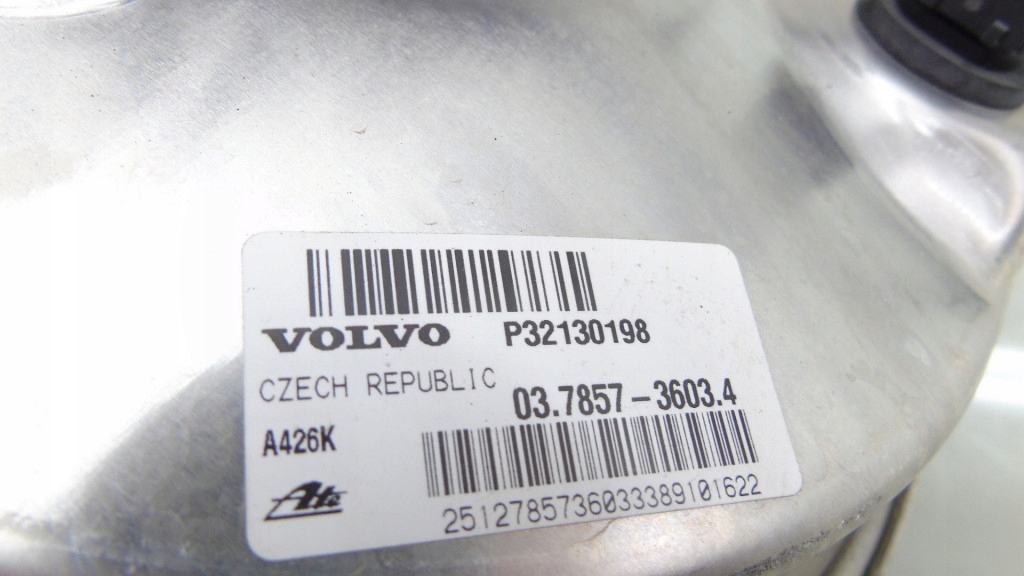 VOLVO P32130198
CZECH REPUBLIC
03.7857-3603.4
A426K
Ate
2512785736033389101622